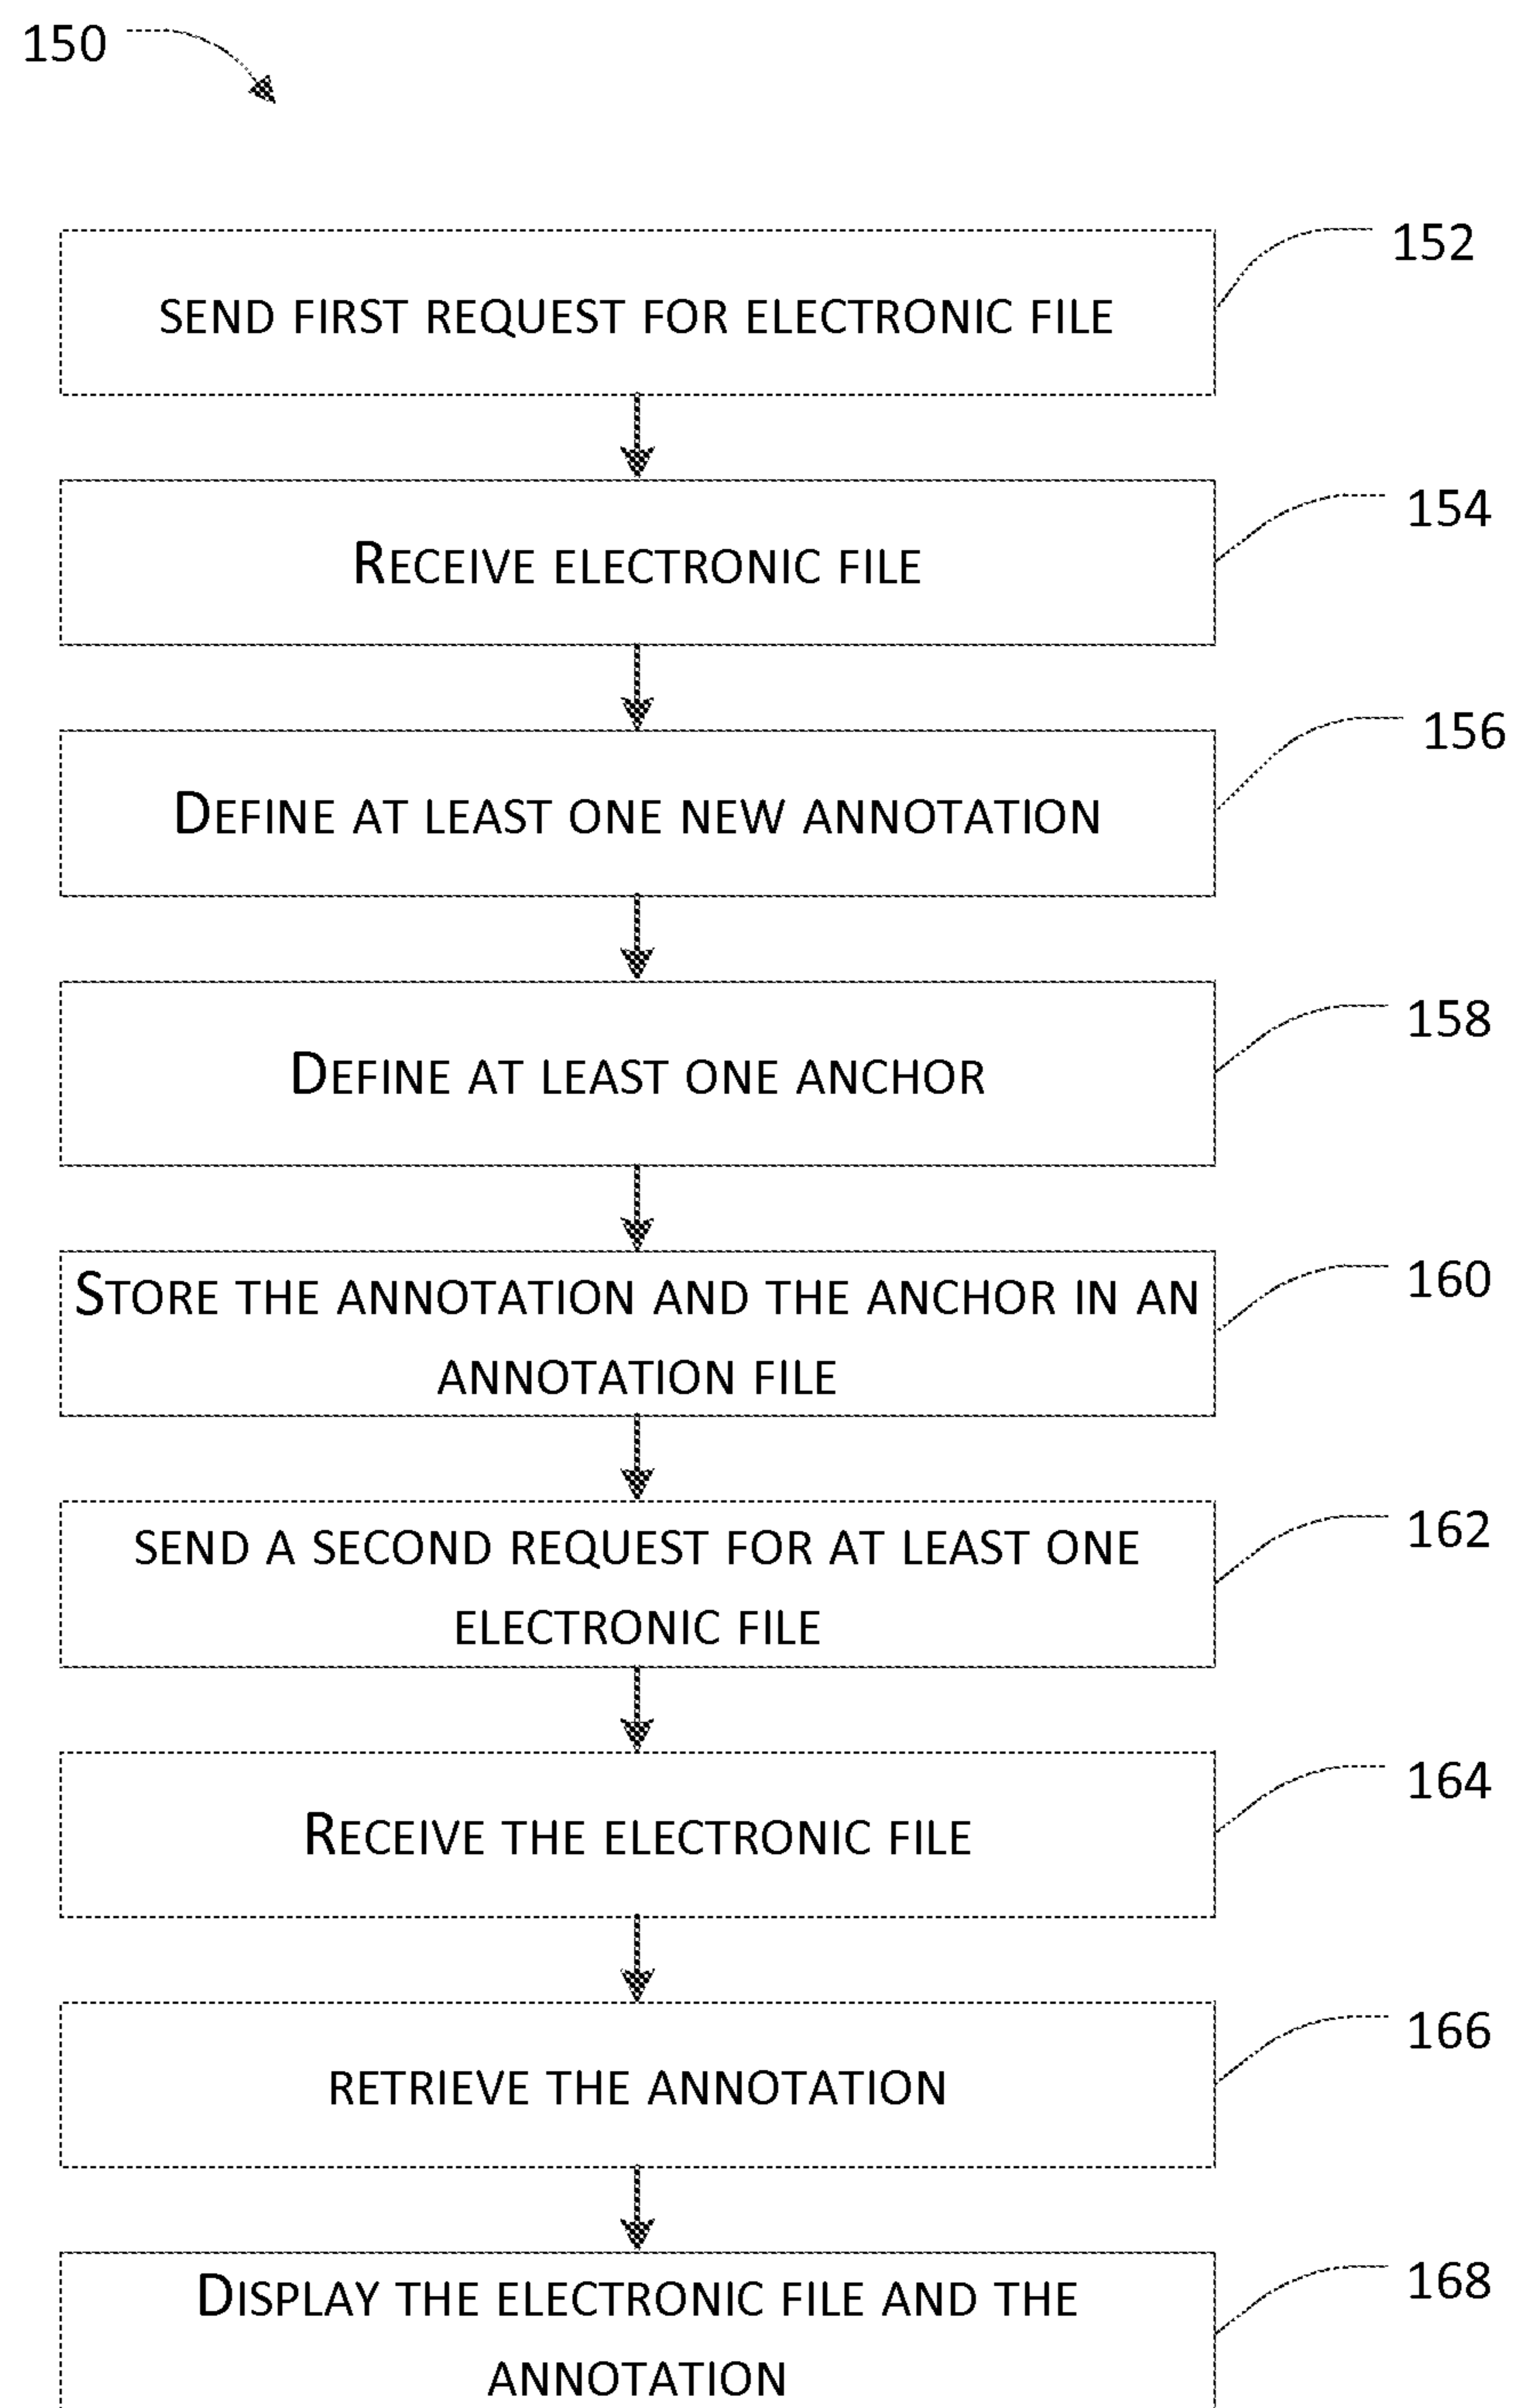 150
152
SEND FIRST REQUEST FOR ELECTRONIC FILE
154
RECEIVE ELECTRONIC FILE
156
DEFINE AT LEAST ONE NEW ANNOTATION
158
DEFINE AT LEAST ONE ANCHOR
160
STORE THE ANNOTATION AND THE ANCHOR IN AN
ANNOTATION FILE
162
SEND A SECOND REQUEST FOR AT LEAST ONE
ELECTRONIC FILE
164
RECEIVE THE ELECTRONIC FILE
166
RETRIEVE THE ANNOTATION
168
DISPLAY THE ELECTRONIC FILE AND THE
ANNOTATION